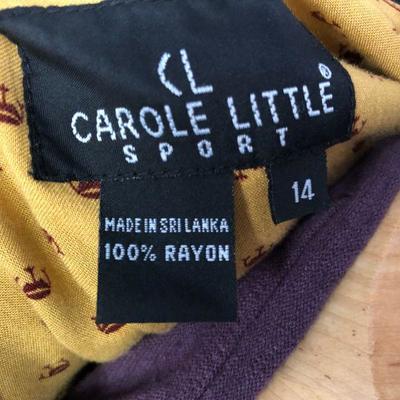 CL
CAROLE LITTLE®
SPORT
14
MADE IN SRI LANKA
100% RAYON